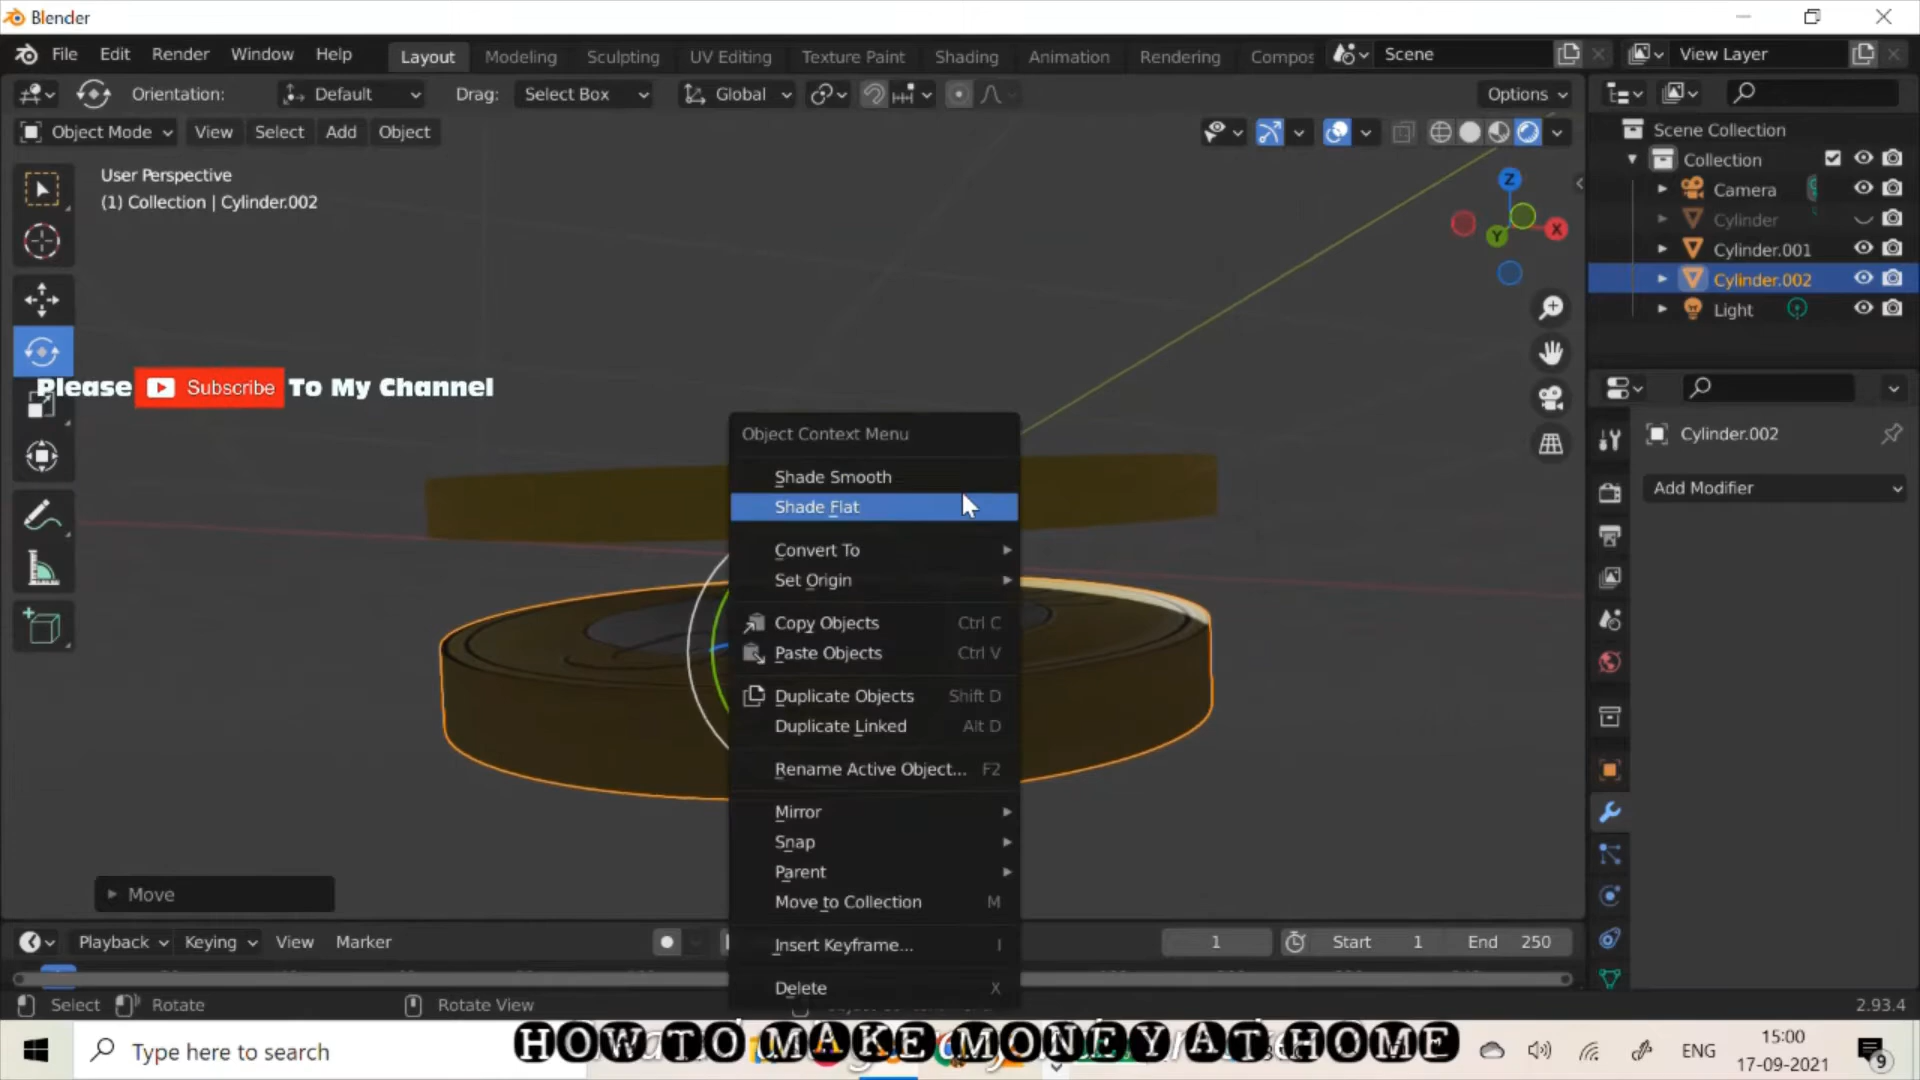 Blender
File Edit Render Window Help Layout Modeling Sculpting UV Editing Texture Paint Shading Animation Rendering Compos Scene View Layer
Orientation: Default Drag: Select Box Global Options
Object Mode View Select Add Object
Scene Collection
Collection
Camera
Cylinder
Cylinder.001
Cylinder.002
Light
User Perspective
(1) Collection | Cylinder.002
Z
Y
X
Please Subscribe To My Channel
Cylinder.002
Add Modifier
Object Context Menu
Shade Smooth
Shade Flat
Convert To
Set Origin
Copy Objects Ctrl C
Paste Objects Ctrl V
Duplicate Objects Shift D
Duplicate Linked Alt D
Rename Active Object... F2
Mirror
Snap
Parent
Move to Collection M
Insert Keyframe... I
Delete X
Move
Playback Keying View Marker 1 Start 1 End 250
Select Rotate Rotate View 2.93.4
HOW TO MAKE MONEY AT HOME
Type here to search
ENG
15:00
17-09-2021
9